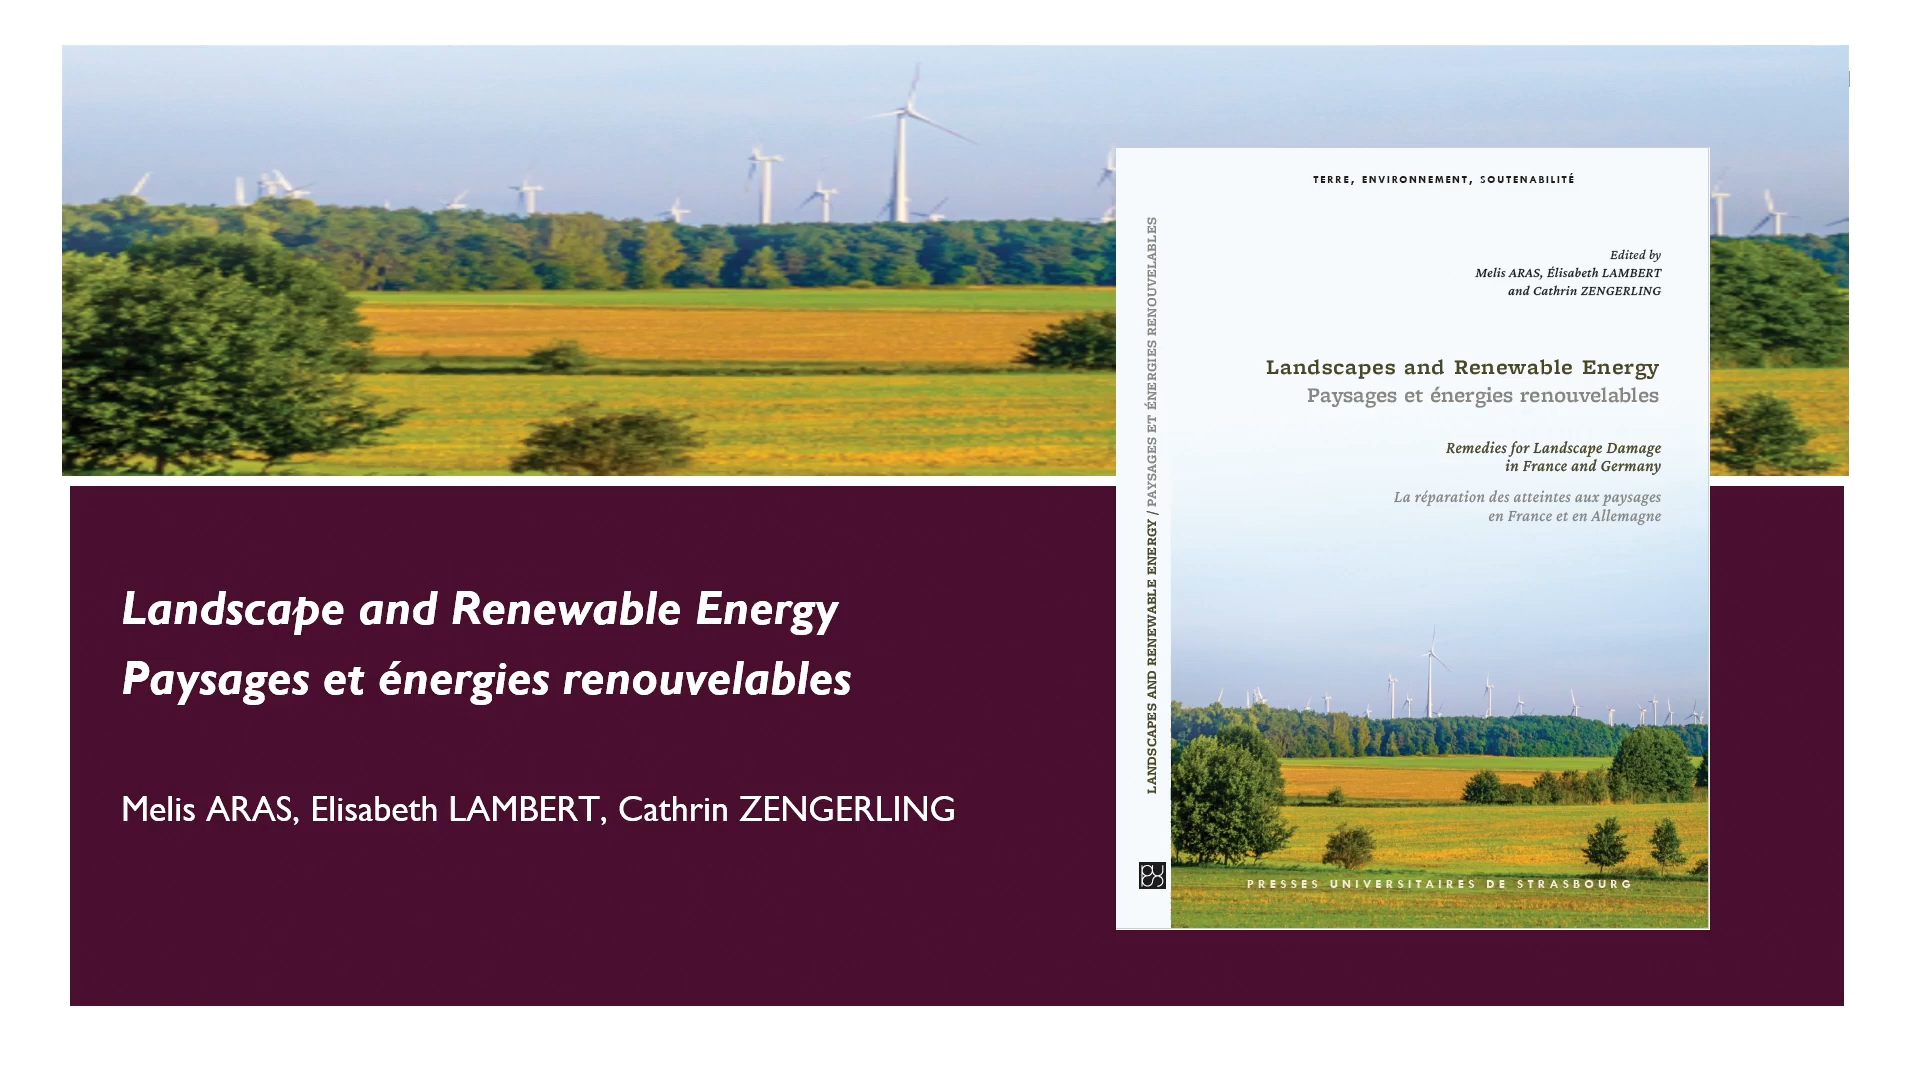 Landscape and Renewable Energy
Paysages et énergies renouvelables
Melis ARAS, Elisabeth LAMBERT, Cathrin ZENGERLING
LANDSCAPES AND RENEWABLE ENERGY / PAYSAGES ET ÉNERGIES RENOUVELABLES
TERRE, ENVIRONNEMENT, SOUTENABILITÉ
Edited by
Melis ARAS, Élisabeth LAMBERT
and Cathrin ZENGERLING
Landscapes and Renewable Energy
Paysages et énergies renouvelables
Remedies for Landscape Damage
in France and Germany
La réparation des atteintes aux paysages
en France et en Allemagne
PRESSES UNIVERSITAIRES DE STRASBOURG